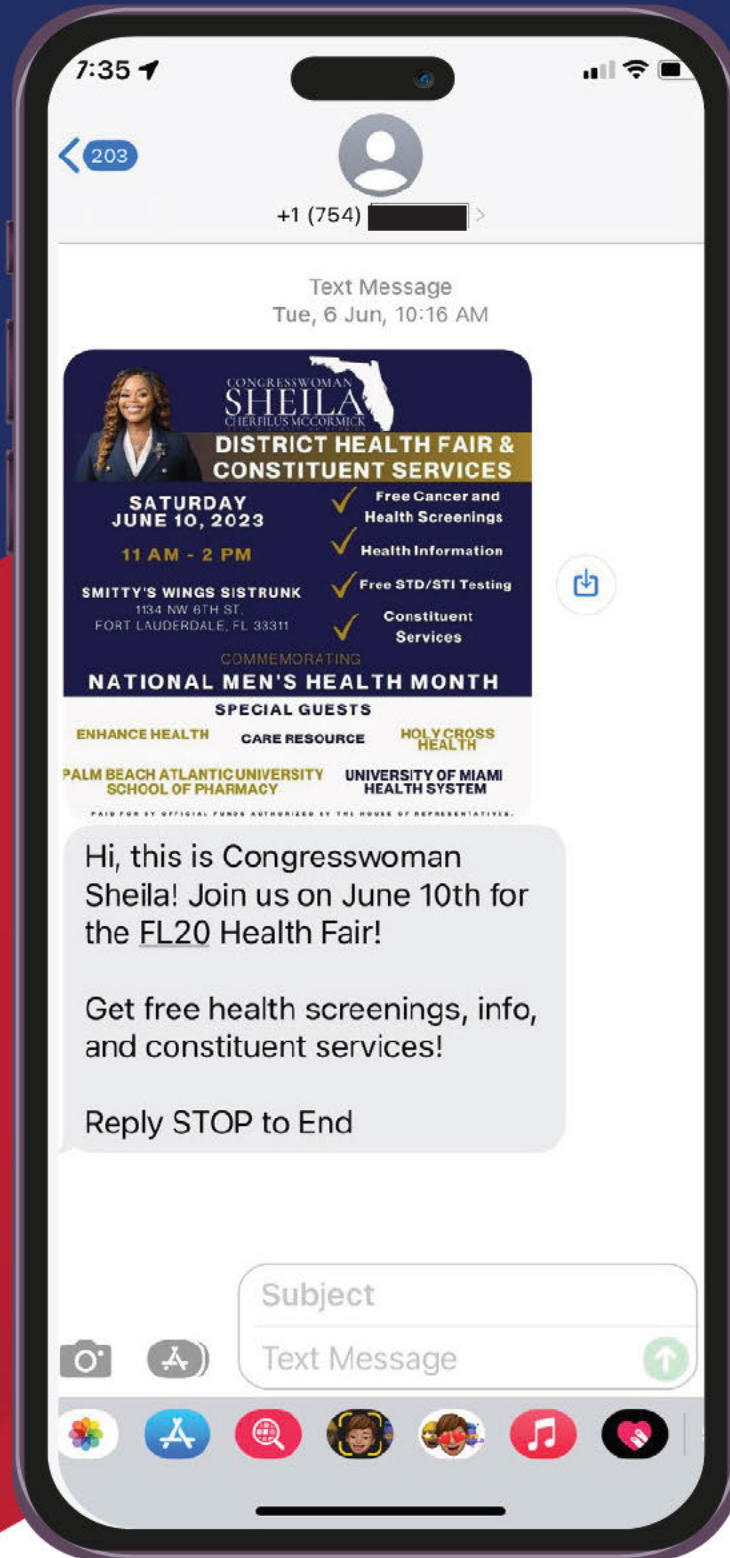 7:35
203
+1 (754)
Text Message
Tue, 6 Jun, 10:16 AM
CONGRESSWOMAN
SHEILA
CHERFILUS MCCORMICK
DISTRICT HEALTH FAIR &
CONSTITUENT SERVICES
SATURDAY
JUNE 10, 2023
11 AM - 2 PM
SMITTY'S WINGS SISTRUNK
1134 NW 6TH ST,
FORT LAUDERDALE, FL 33311
Free Cancer and
Health Screenings
Health Information
Free STD/STI Testing
Constituent
Services
COMMEMORATING
NATIONAL MEN'S HEALTH MONTH
SPECIAL GUESTS
ENHANCE HEALTH
CARE RESOURCE
HOLY CROSS
HEALTH
PALM BEACH ATLANTIC UNIVERSITY
SCHOOL OF PHARMACY
UNIVERSITY OF MIAMI
HEALTH SYSTEM
PAID FOR BY OFFICIAL FUNDS AUTHORIZED BY THE HOUSE OF REPRESENTATIVES.
Hi, this is Congresswoman
Sheila! Join us on June 10th for
the FL20 Health Fair!
Get free health screenings, info,
and constituent services!
Reply STOP to End
Subject
Text Message